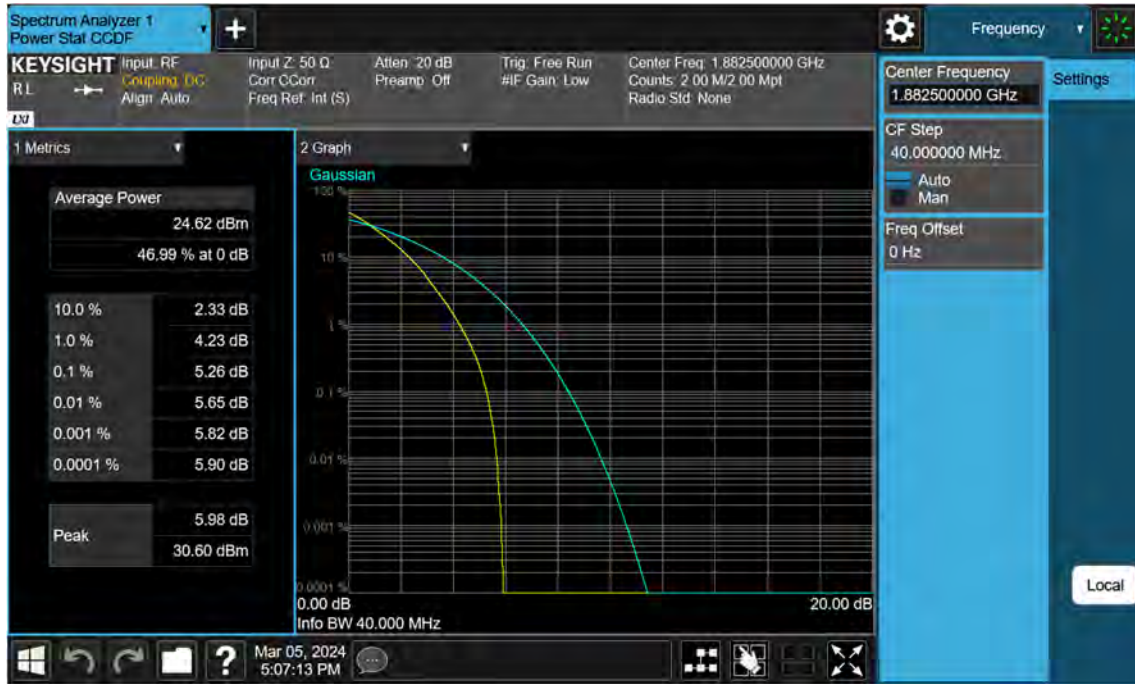 Spectrum Analyzer 1
Power Stat CCDF
+
Frequency
KEYSIGHT
RL
LXI
Input: RF
Coupling: DC
Align: Auto
Input Z: 50 Ω
Corr CCorr
Freq Ref: Int (S)
Atten: 20 dB
Preamp: Off
Trig: Free Run
#IF Gain: Low
Center Freq: 1.882500000 GHz
Counts: 2.00 M/2.00 Mpt
Radio Std: None
Center Frequency
1.882500000 GHz
Settings
CF Step
40.000000 MHz
Auto
Man
Freq Offset
0 Hz
1 Metrics
Average Power
24.62 dBm
46.99 % at 0 dB
10.0 % 2.33 dB
1.0 % 4.23 dB
0.1 % 5.26 dB
0.01 % 5.65 dB
0.001 % 5.82 dB
0.0001 % 5.90 dB
Peak
5.98 dB
30.60 dBm
2 Graph
Gaussian
100 %
10 %
1 %
0.1 %
0.01 %
0.001 %
0.0001 %
0.00 dB 20.00 dB
Info BW 40.000 MHz
Local
?
Mar 05, 2024
5:07:13 PM